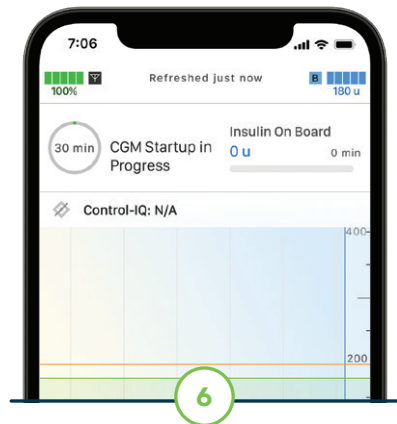 7:06
Refreshed just now
B
100%
180 u
30 min
CGM Startup in
Progress
Insulin On Board
0 u
0 min
Control-IQ: N/A
400
200
6